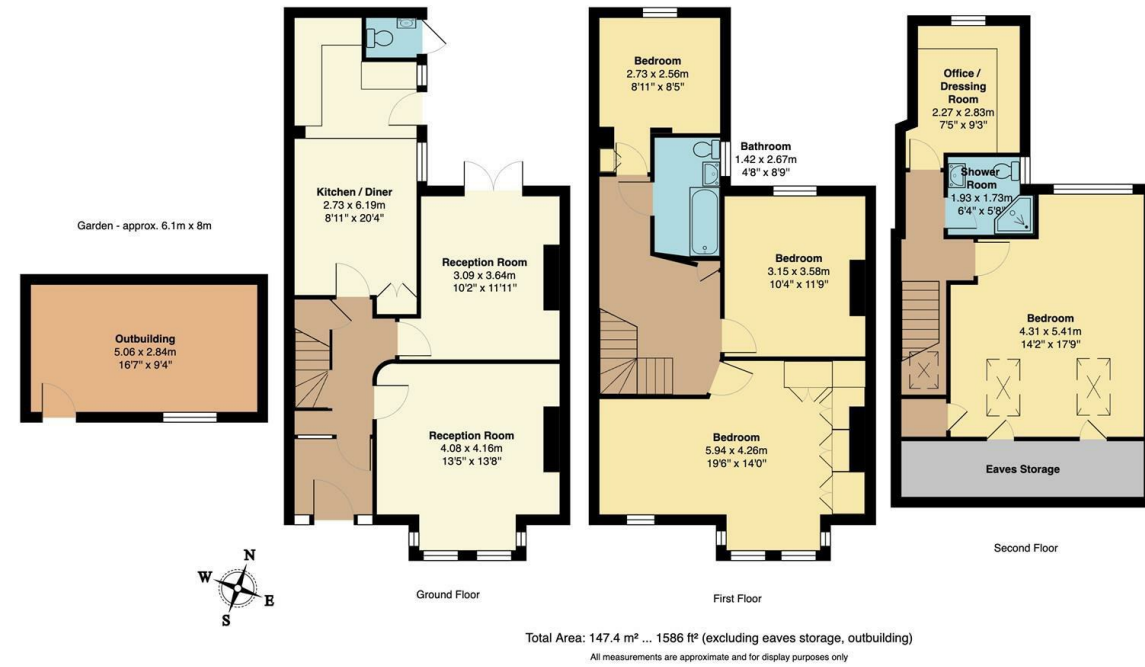 Garden - approx. 6.1m x 8m
Outbuilding
5.06 x 2.84m
16'7" x 9'4"
Kitchen / Diner
2.73 x 6.19m
8'11" x 20'4"
Reception Room
3.09 x 3.64m
10'2" x 11'11"
Reception Room
4.08 x 4.16m
13'5" x 13'8"
Ground Floor
N
W
E
S
Bedroom
2.73 x 2.56m
8'11" x 8'5"
Bathroom
1.42 x 2.67m
4'8" x 8'9"
Bedroom
3.15 x 3.58m
10'4" x 11'9"
Bedroom
5.94 x 4.26m
19'6" x 14'0"
First Floor
Office /
Dressing
Room
2.27 x 2.83m
7'5" x 9'3"
Shower
Room
1.93 x 1.73m
6'4" x 5'8"
Bedroom
4.31 x 5.41m
14'2" x 17'9"
Eaves Storage
Second Floor
Total Area: 147.4 m² ... 1586 ft² (excluding eaves storage, outbuilding)
All measurements are approximate and for display purposes only